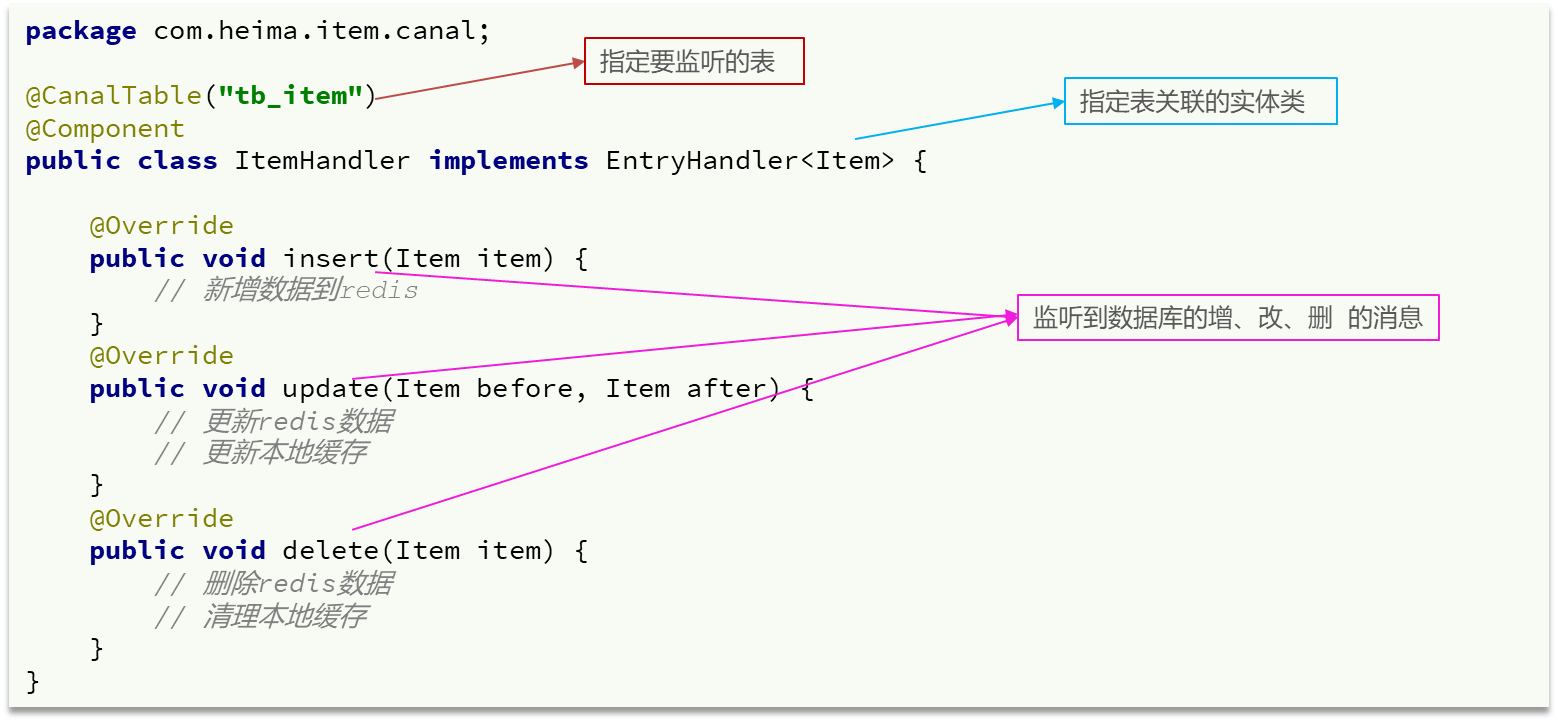 package com.heima.item.canal;
指定要监听的表
@CanalTable("tb_item")
指定表关联的实体类
@Component
public class ItemHandler implements EntryHandler<Item> {
@Override
public void insert(Item item) {
// 新增数据到redis
}
监听到数据库的增、改、删 的消息
@Override
public void update(Item before, Item after) {
// 更新redis数据
// 更新本地缓存
}
@Override
public void delete(Item item) {
// 删除redis数据
// 清理本地缓存
}
}